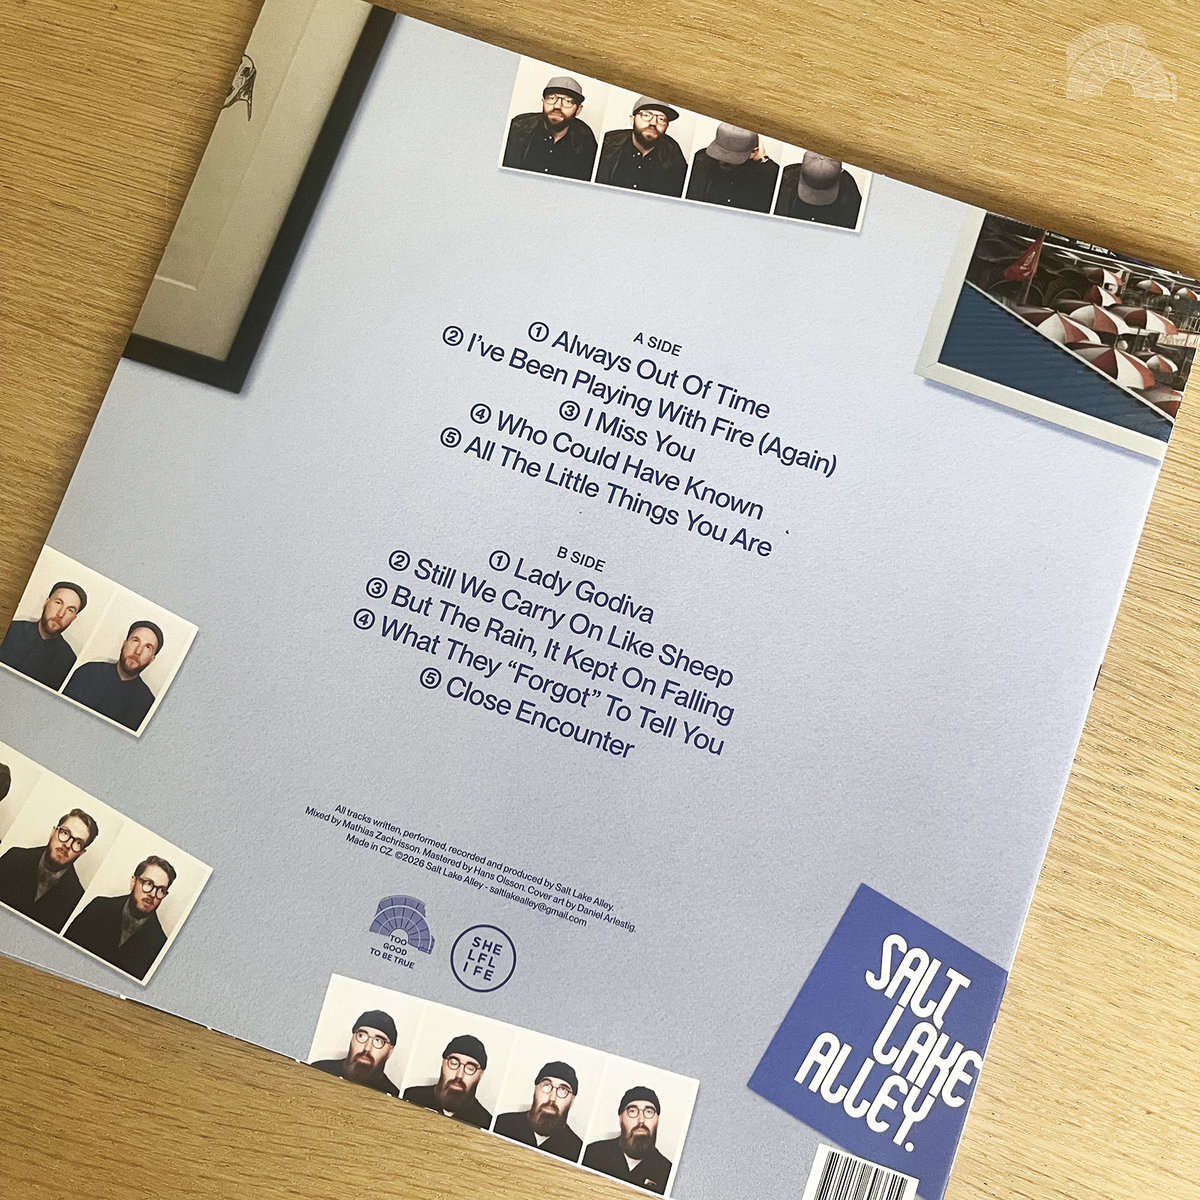 A SIDE
① Always Out Of Time
② I've Been Playing With Fire (Again)
③ I Miss You
④ Who Could Have Known
⑤ All The Little Things You Are
B SIDE
① Lady Godiva
② Still We Carry On Like Sheep
③ But The Rain, It Kept On Falling
④ What They “Forgot” To Tell You
⑤ Close Encounter
All tracks written, performed, recorded and produced by Salt Lake Alley.
Mixed by Mathias Zachrisson. Mastered by Hans Olsson. Cover art by Daniel Arlestig.
Made in CZ. ©2026 Salt Lake Alley - saltlakealley@gmail.com
TOO
GOOD
TO BE TRUE
SHE
LFL
IFE
SALT
LAKE
ALLEY.